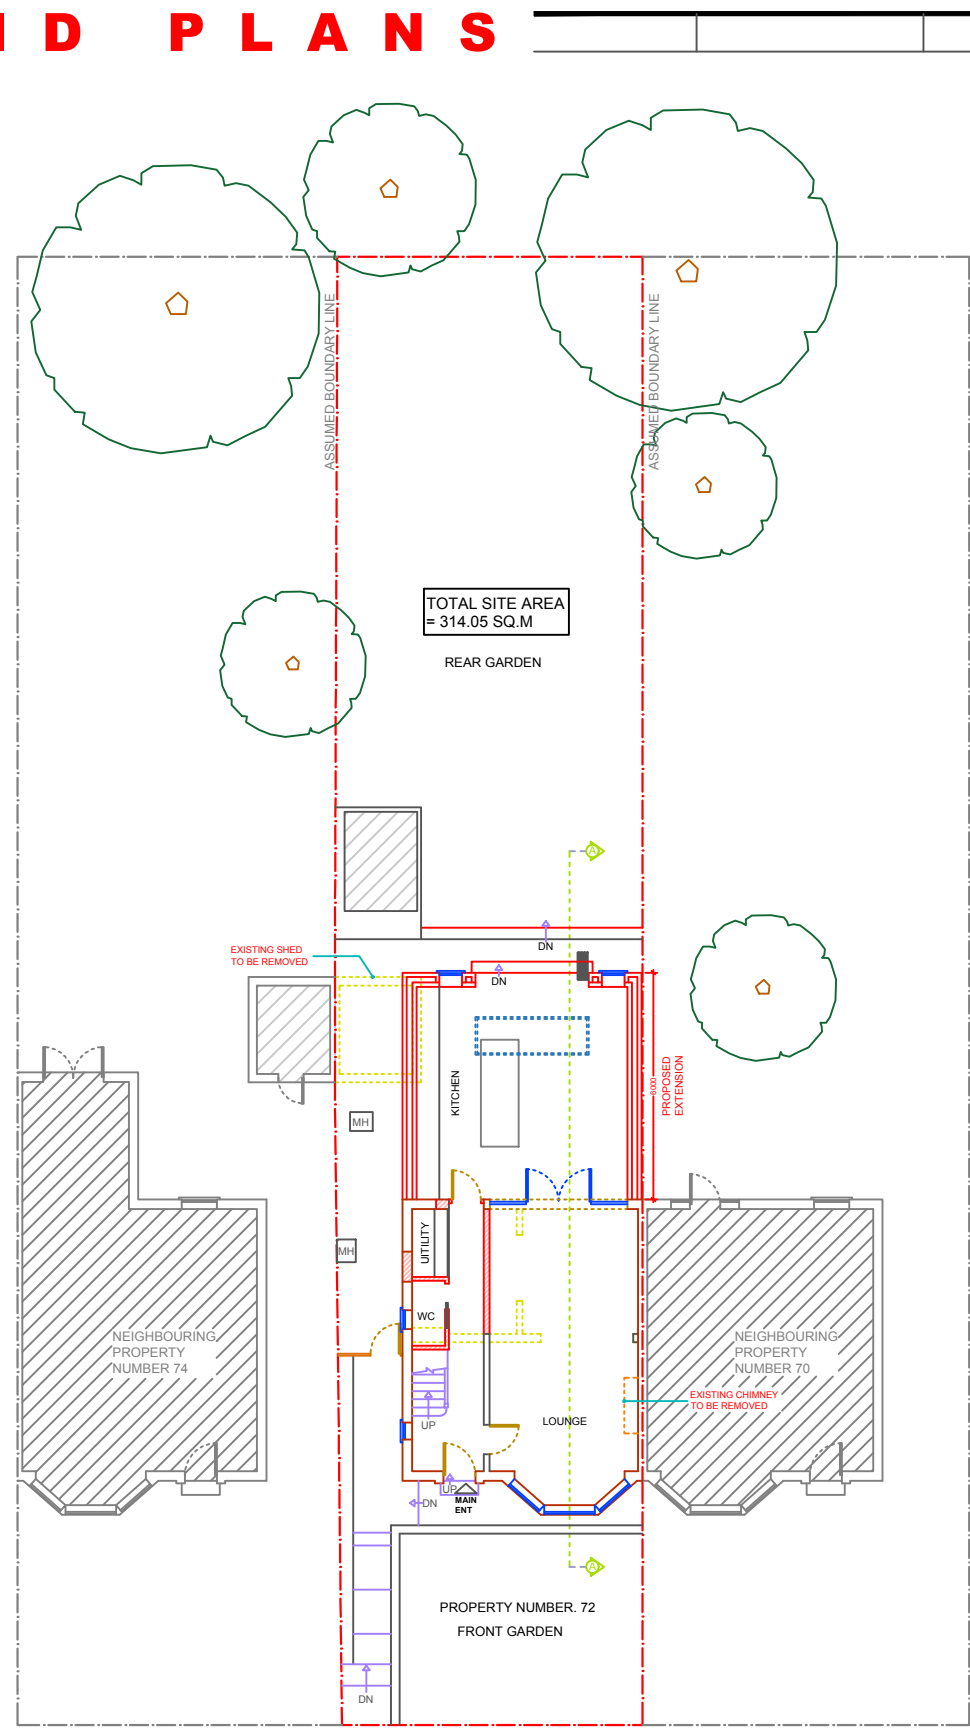 D PLANS
ASSUMED BOUNDARY LINE
ASSUMED BOUNDARY LINE
TOTAL SITE AREA
= 314.05 SQ.M
REAR GARDEN
A
DN
EXISTING SHED
TO BE REMOVED
DN
KITCHEN
6000
PROPOSED
EXTENSION
MH
MH
UITILITY
WC
NEIGHBOURING
PROPERTY
NUMBER 74
NEIGHBOURING
PROPERTY
NUMBER 70
EXISTING CHIMNEY
TO BE REMOVED
UP
LOUNGE
UP
MAIN
ENT
DN
A
PROPERTY NUMBER. 72
FRONT GARDEN
DN